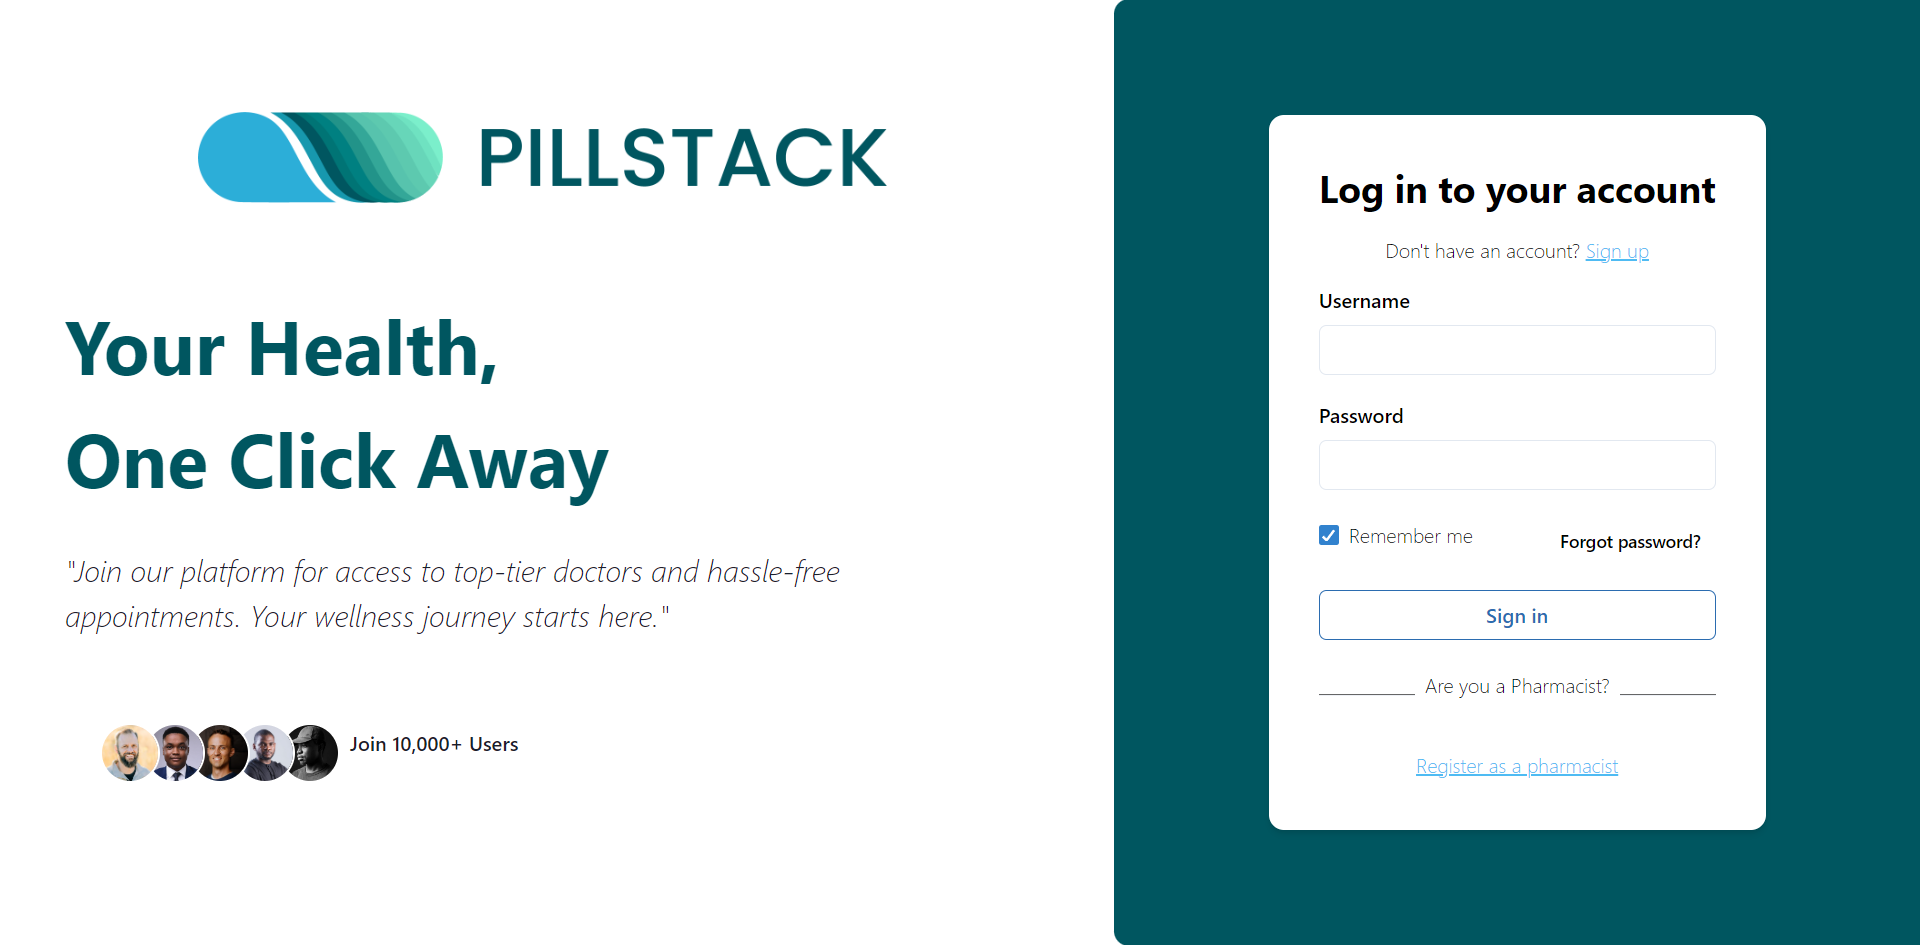 PILLSTACK
Your Health,
One Click Away
"Join our platform for access to top-tier doctors and hassle-free
appointments. Your wellness journey starts here."
Join 10,000+ Users
Log in to your account
Don't have an account? Sign up
Username
Password
Remember me
Forgot password?
Sign in
Are you a Pharmacist?
Register as a pharmacist